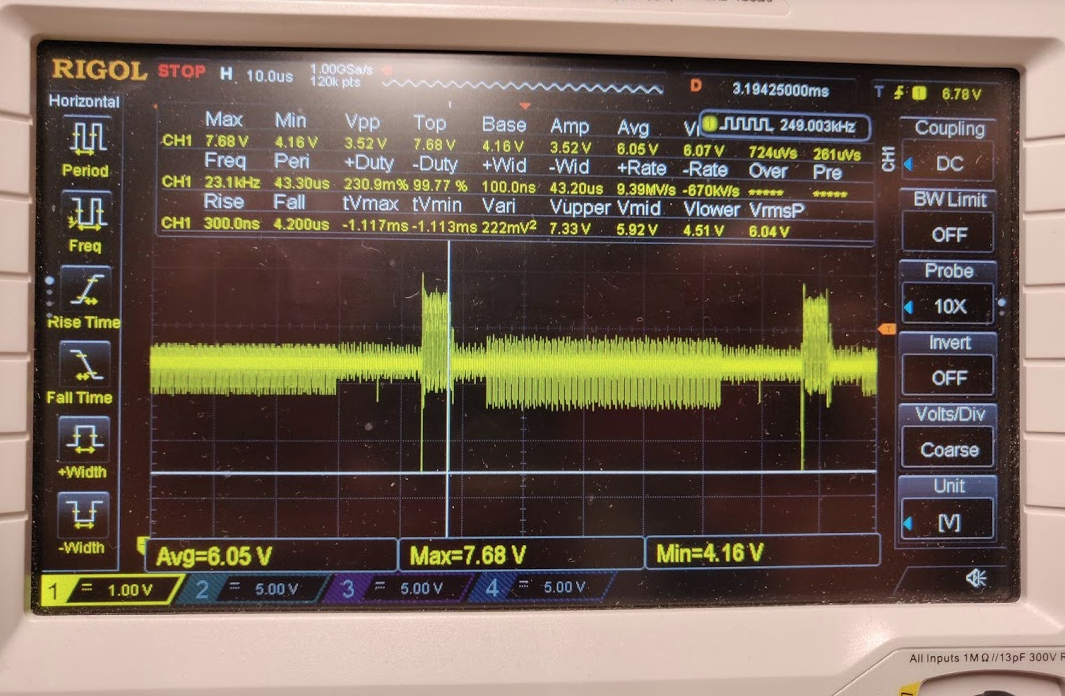 RIGOL STOP H 10.0us 1.00GSa/s 120k pts D 3.19425000ms T 1 6.78 V
Horizontal
Period
Freq
Rise Time
Fall Time
+Width
-Width
Max Min Vpp Top Base Amp Avg 1 249.003kHz
CH1 7.68 V 4.16 V 3.52 V 7.68 V 4.16 V 3.52 V 6.05 V 6.07 V 724uVs 261uVs
Freq Peri +Duty -Duty +Wid -Wid +Rate -Rate Over Pre
CH1 23.1kHz 43.30us 230.9m% 99.77 % 100.0ns 43.20us 9.39MV/s -670kV/s ***** *****
Rise Fall tVmax tVmin Vari Vupper Vmid Vlower VrmsP
CH1 300.0ns 4.200us -1.117ms -1.113ms 222mV² 7.33 V 5.92 V 4.51 V 6.04 V
T
Avg=6.05 V Max=7.68 V Min=4.16 V
1 = 1.00 V 2 = 5.00 V 3 = 5.00 V 4 = 5.00 V
CH1
Coupling
DC
BW Limit
OFF
Probe
10X
Invert
OFF
Volts/Div
Coarse
Unit
[V]
All Inputs 1MΩ//13pF 300V